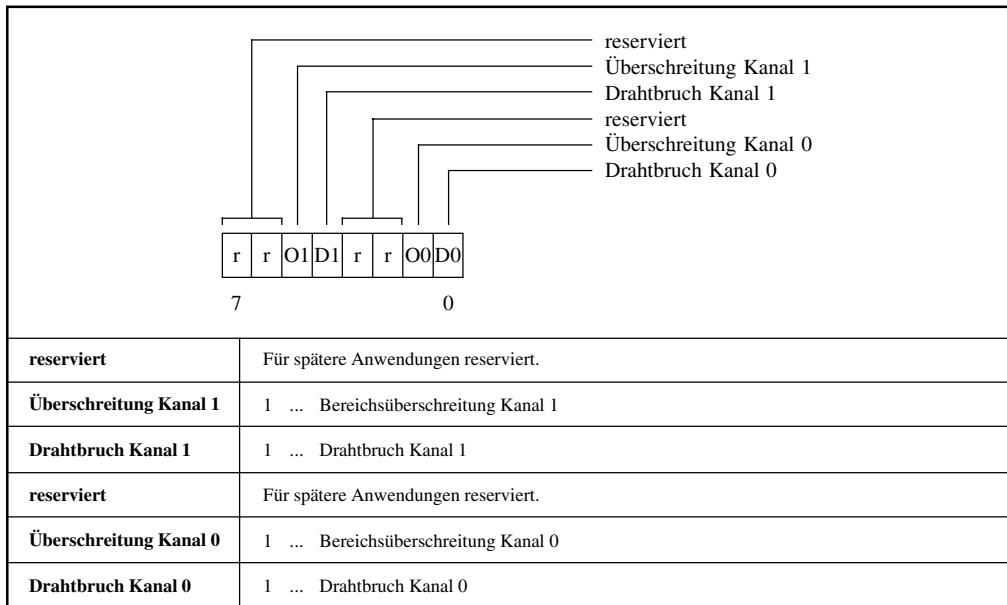 reserviert
Überschreitung Kanal 1
Drahtbruch Kanal 1
reserviert
Überschreitung Kanal 0
Drahtbruch Kanal 0
r r O1 D1 r r O0 D0
7 0
reserviert Für spätere Anwendungen reserviert.
Überschreitung Kanal 1 1 ... Bereichsüberschreitung Kanal 1
Drahtbruch Kanal 1 1 ... Drahtbruch Kanal 1
reserviert Für spätere Anwendungen reserviert.
Überschreitung Kanal 0 1 ... Bereichsüberschreitung Kanal 0
Drahtbruch Kanal 0 1 ... Drahtbruch Kanal 0